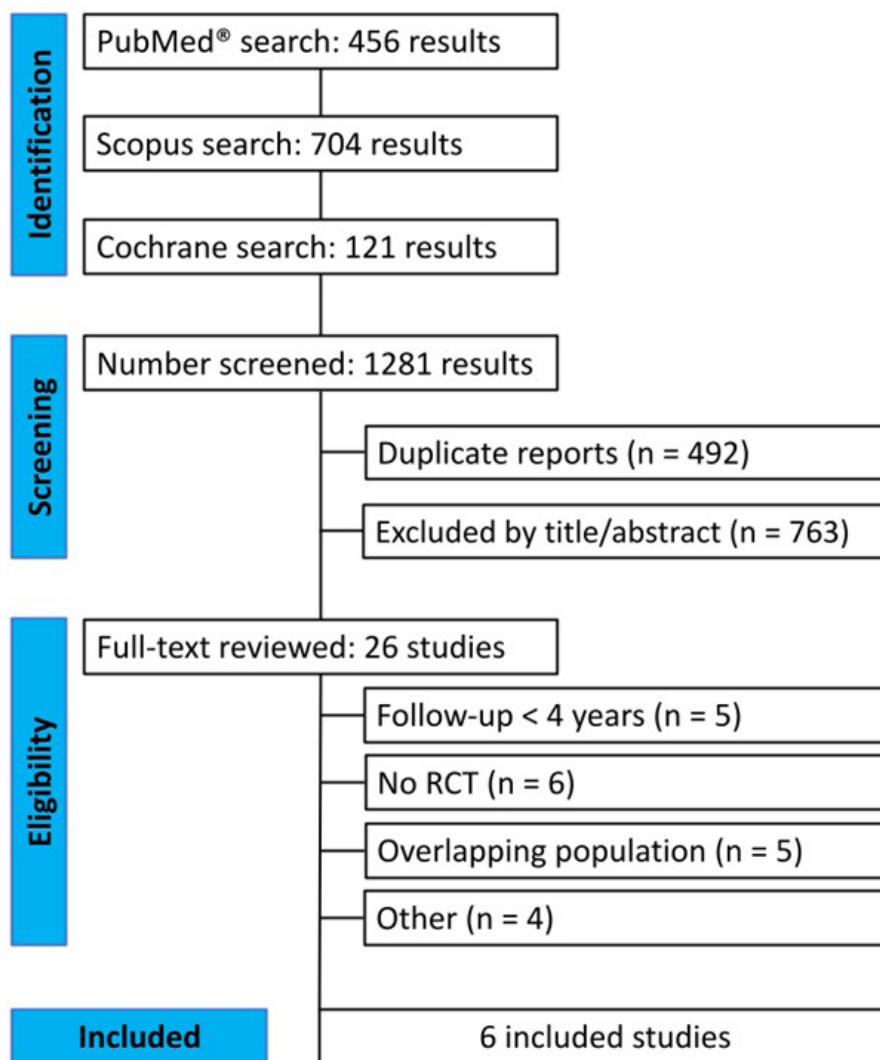 Identification
PubMed® search: 456 results
Scopus search: 704 results
Cochrane search: 121 results
Screening
Number screened: 1281 results
Duplicate reports (n = 492)
Excluded by title/abstract (n = 763)
Eligibility
Full-text reviewed: 26 studies
Follow-up < 4 years (n = 5)
No RCT (n = 6)
Overlapping population (n = 5)
Other (n = 4)
Included
6 included studies